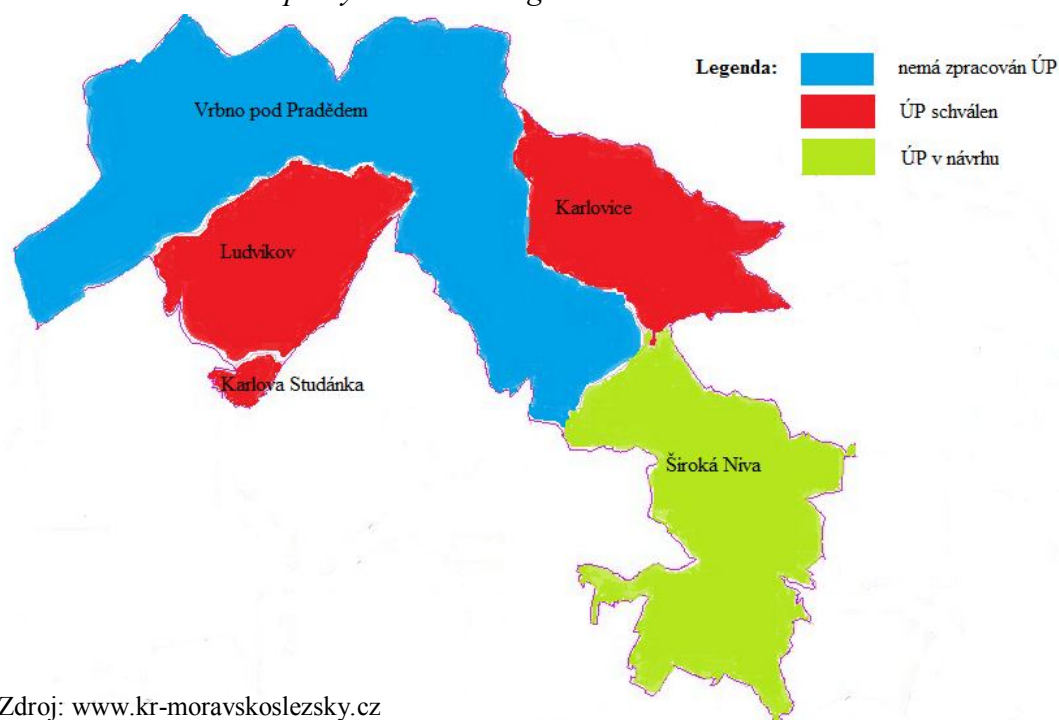 Legenda:
nemá zpracován ÚP
ÚP schválen
ÚP v návrhu
Vrbno pod Pradědem
Karlovice
Ludvíkov
Karlova Studánka
Široká Niva
Zdroj: www.kr-moravskoslezsky.cz